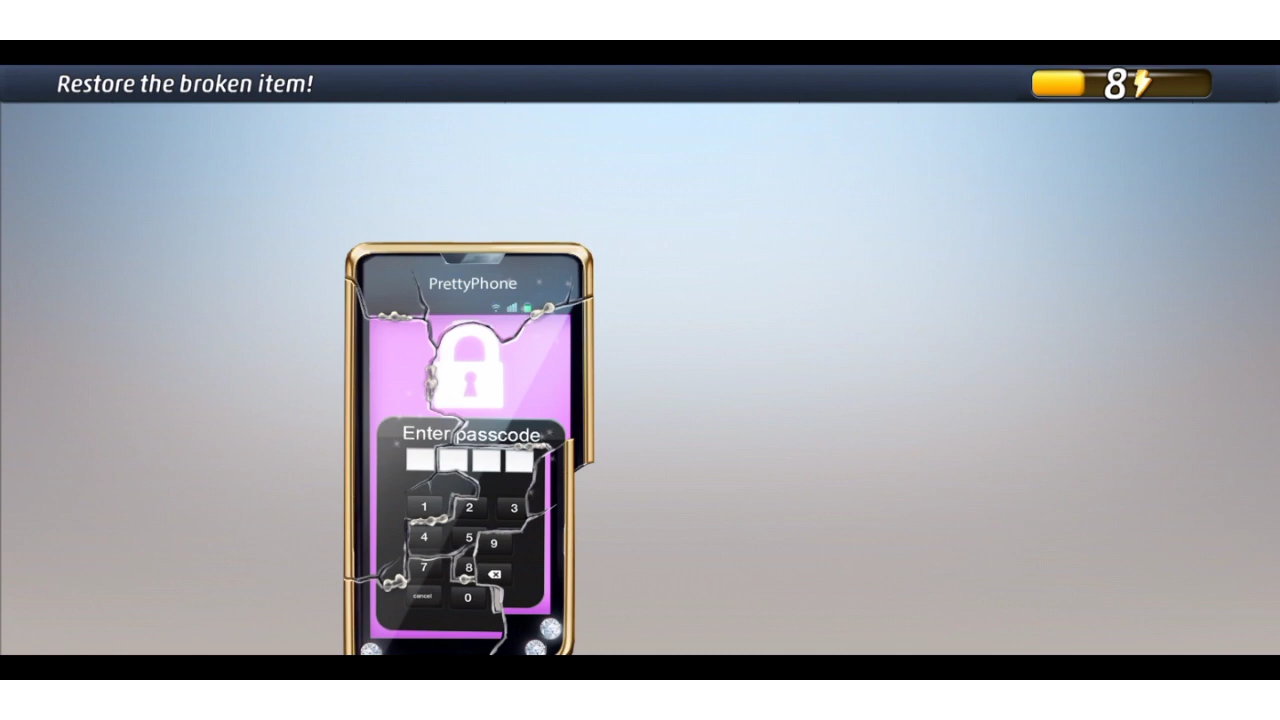 Restore the broken item!
8
PrettyPhone
Enter passcode
1 2 3
4 5 9
7 8
cancel 0